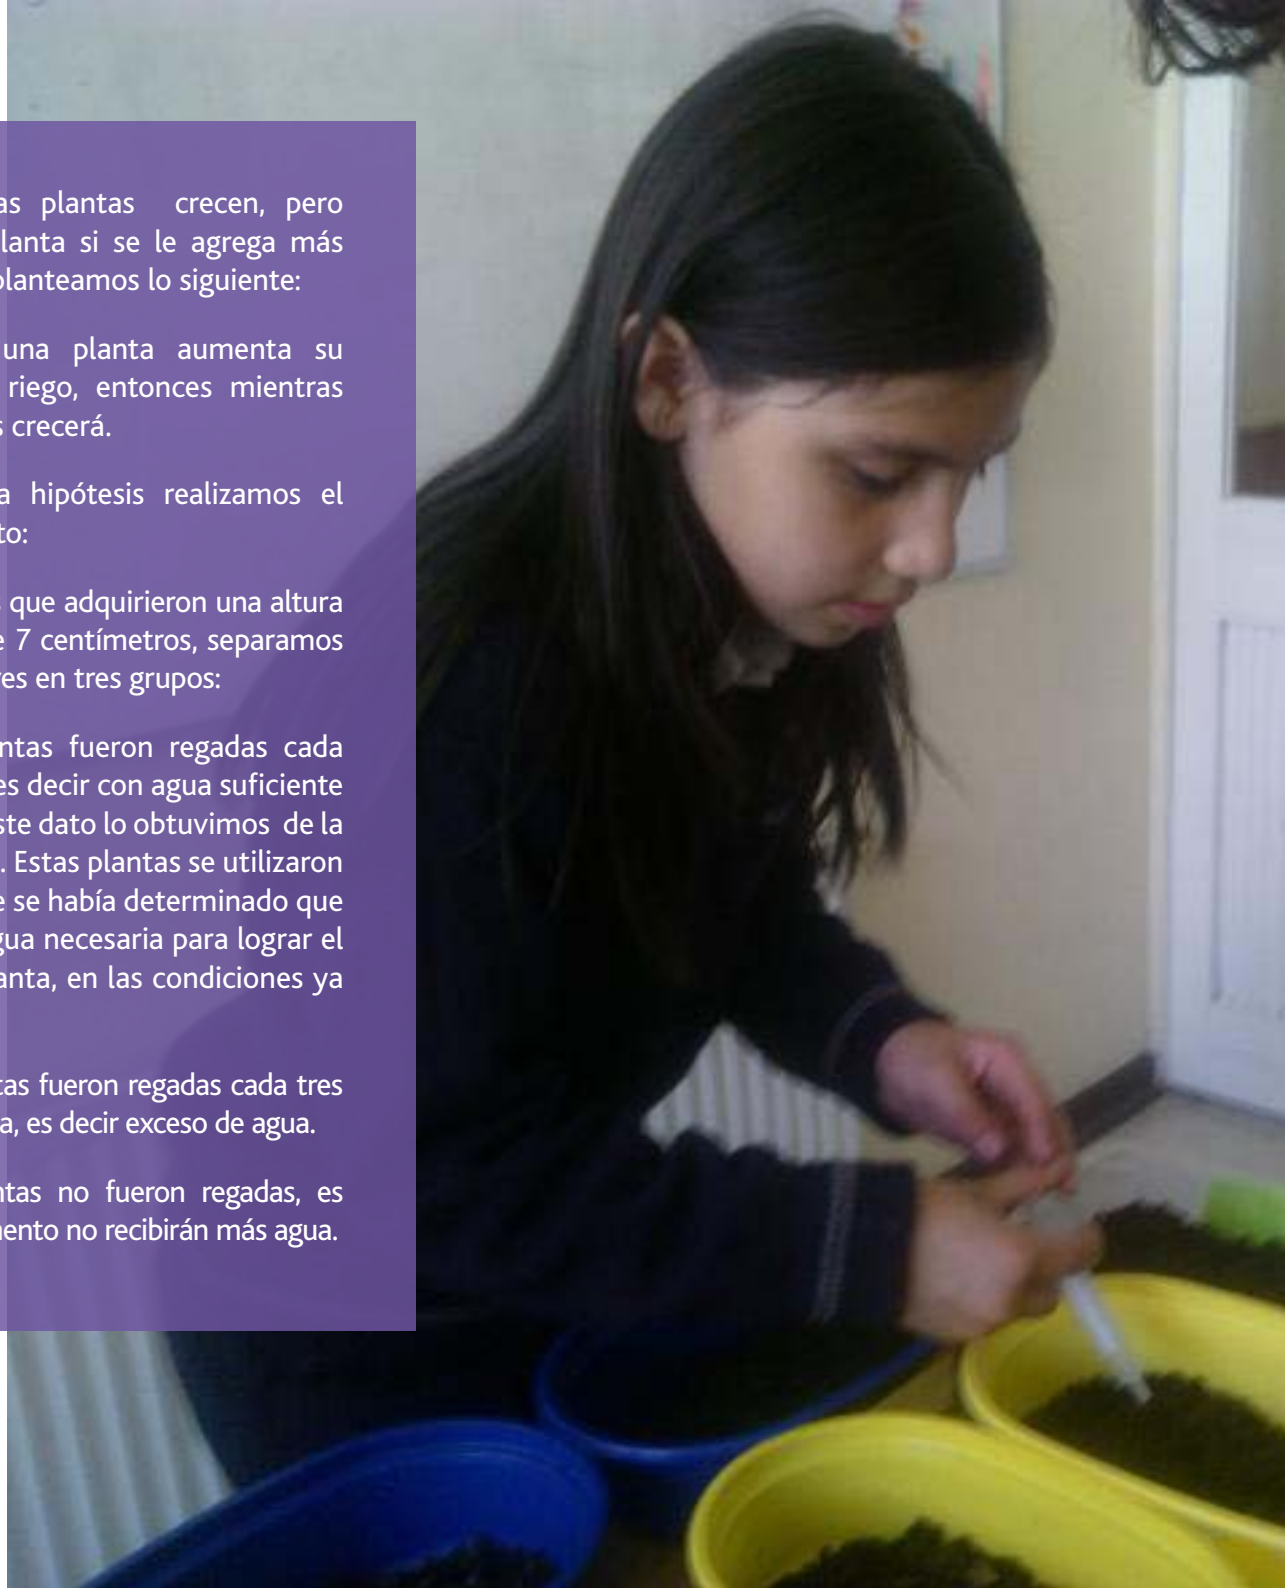 as plantas crecen, pero
lanta si se le agrega más
planteamos lo siguiente:
una planta aumenta su
riego, entonces mientras
s crecerá.
a hipótesis realizamos el
to:
s que adquirieron una altura
e 7 centímetros, separamos
res en tres grupos:
ntas fueron regadas cada
es decir con agua suficiente
ste dato lo obtuvimos de la
. Estas plantas se utilizaron
e se había determinado que
gua necesaria para lograr el
anta, en las condiciones ya
tas fueron regadas cada tres
a, es decir exceso de agua.
ntas no fueron regadas, es
mento no recibirán más agua.